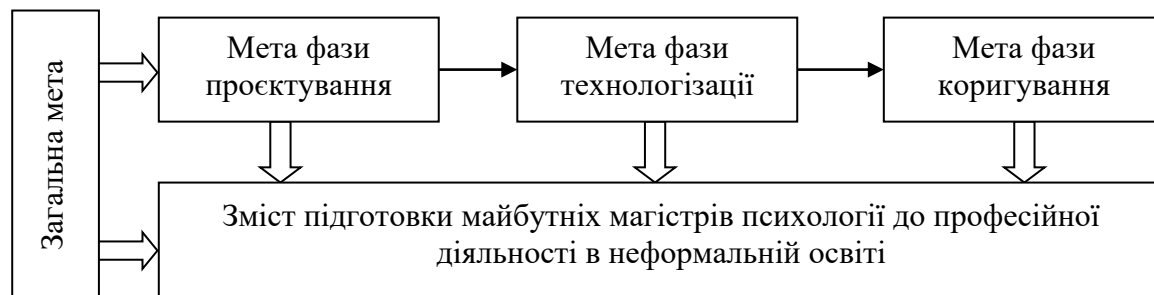 Загальна мета
Мета фази
проєктування
Мета фази
технологізації
Мета фази
коригування
Зміст підготовки майбутніх магістрів психології до професійної
діяльності в неформальній освіті